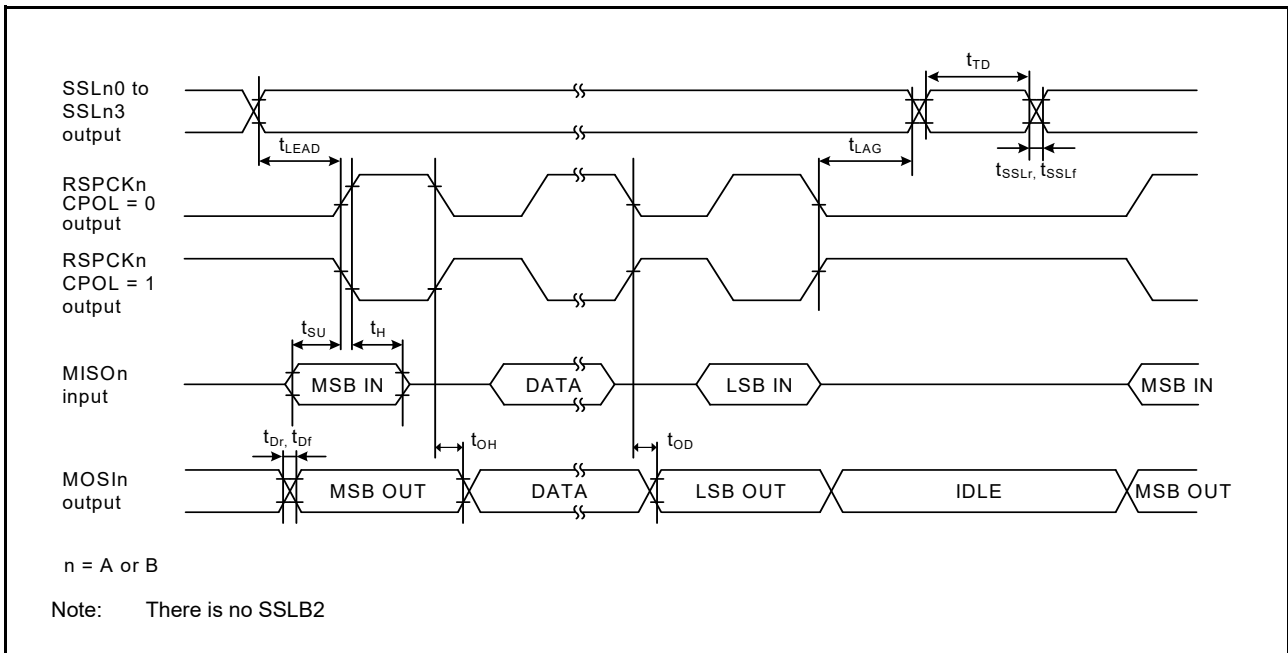 SSLn0 to
SSLn3
output
tTD
tLEAD
tLAG
tSSLr, tSSLf
RSPCKn
CPOL = 0
output
RSPCKn
CPOL = 1
output
tSU
tH
MISOn
input
MSB IN
DATA
LSB IN
MSB IN
tDr, tDf
tOH
tOD
MOSIn
output
MSB OUT
DATA
LSB OUT
IDLE
MSB OUT
n = A or B
Note: There is no SSLB2